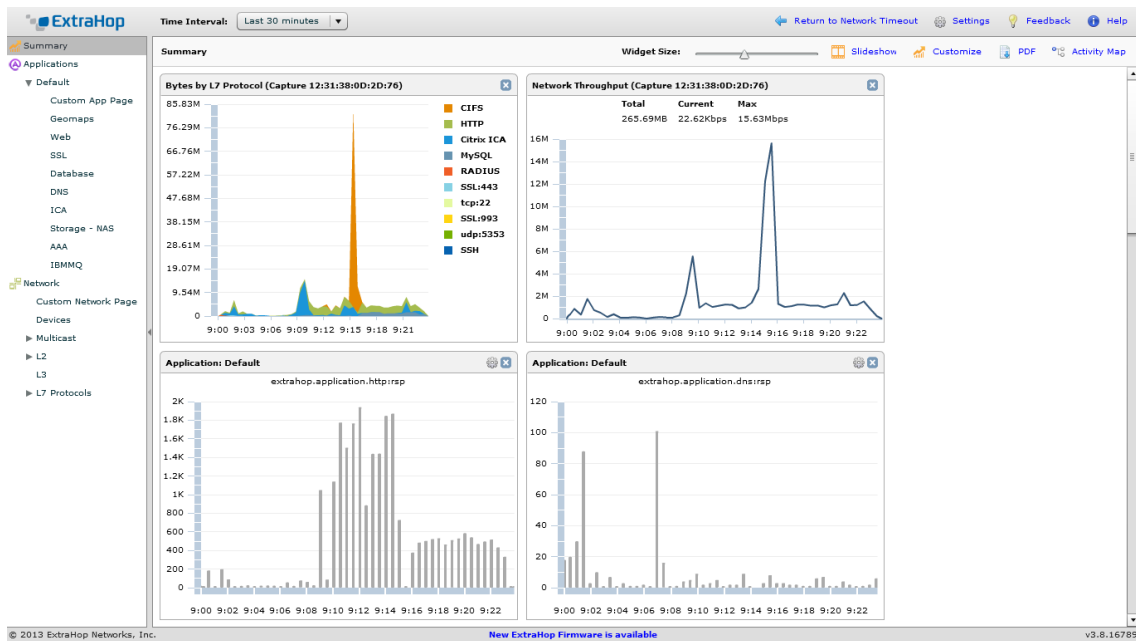 ExtraHop
Time Interval: Last 30 minutes
Return to Network Timeout Settings Feedback Help
Summary
Applications
Default
Custom App Page
Geomaps
Web
SSL
Database
DNS
ICA
Storage - NAS
AAA
IBMMQ
Network
Custom Network Page
Devices
Multicast
L2
L3
L7 Protocols
Summary
Widget Size: Slideshow Customize PDF Activity Map
Bytes by L7 Protocol (Capture 12:31:38:0D:2D:76)
85.83M
76.29M
66.76M
57.22M
47.68M
38.15M
28.61M
19.07M
9.54M
0
9:00 9:03 9:06 9:09 9:12 9:15 9:18 9:21
CIFS
HTTP
Citrix ICA
MySQL
RADIUS
SSL:443
tcp:22
SSL:993
udp:5353
SSH
Network Throughput (Capture 12:31:38:0D:2D:76)
Total Current Max
265.69MB 22.62Kbps 15.63Mbps
16M
14M
12M
10M
8M
6M
4M
2M
0
9:00 9:02 9:04 9:06 9:08 9:10 9:12 9:14 9:16 9:18 9:20 9:22
Application: Default
extrahop.application.http:rsp
2K
1.8K
1.6K
1.4K
1.2K
1K
800
600
400
200
0
9:00 9:02 9:04 9:06 9:08 9:10 9:12 9:14 9:16 9:18 9:20 9:22
Application: Default
extrahop.application.dns:rsp
120
100
80
60
40
20
0
9:00 9:02 9:04 9:06 9:08 9:10 9:12 9:14 9:16 9:18 9:20 9:22
© 2013 ExtraHop Networks, Inc.
New ExtraHop Firmware is available
v3.8.16789